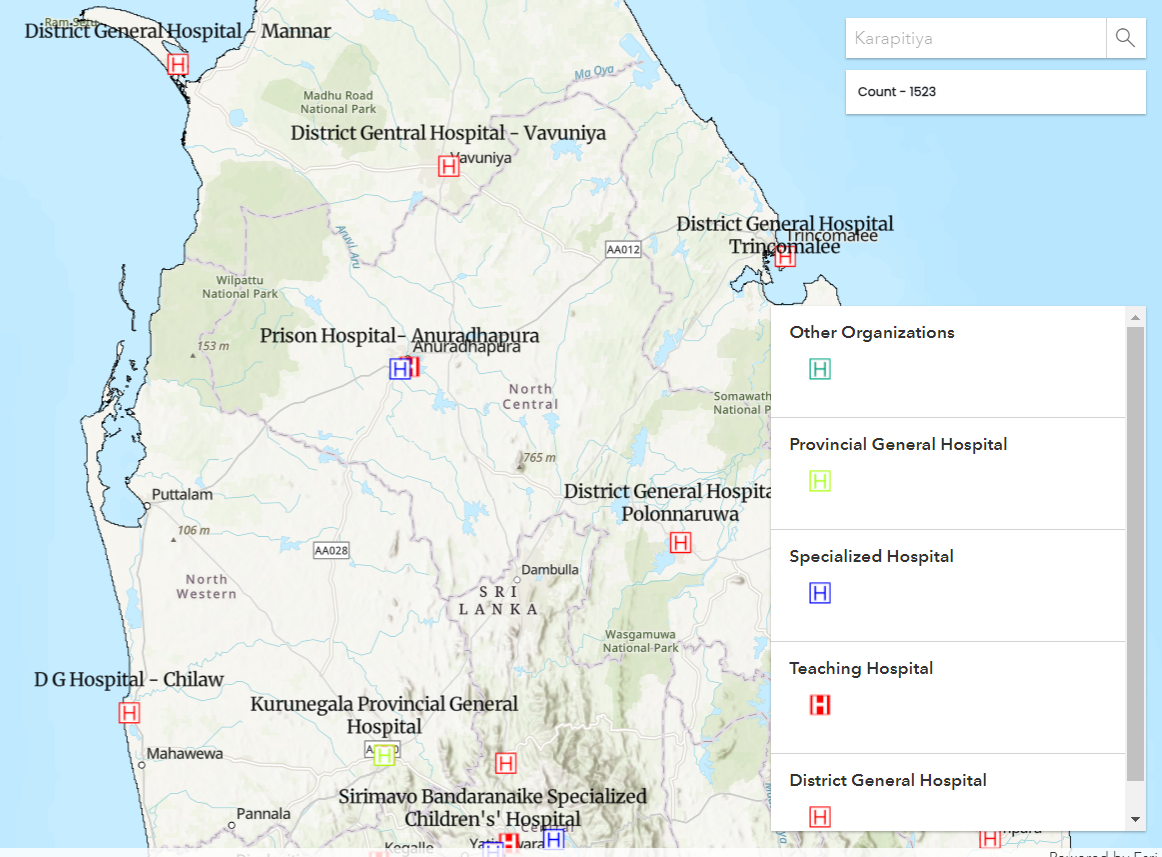 Ram Setu
District General Hospital - Mannar
Karapitiya
Count - 1523
Ma Oya
Madhu Road
National Park
District Gentral Hospital - Vavuniya
Vavuniya
District General Hospital
Trincomalee
Trincomalee
AA012
Aruvi Aru
Wilpattu
National Park
Other Organizations
H
Prison Hospital- Anuradhapura
Anuradhapura
153 m
North
Central
Somawath
National P
Provincial General Hospital
H
765 m
Puttalam
District General Hospita
Polonnaruwa
106 m
AA028
Specialized Hospital
H
Dambulla
North
Western
SRI
LANKA
Wasgamuwa
National Park
Teaching Hospital
H
D G Hospital - Chilaw
Kurunegala Provincial General
Hospital
Mahawewa
District General Hospital
H
Sirimavo Bandaranaike Specialized
Children's' Hospital
Pannala
Central
Kegalle
Powered by Esri